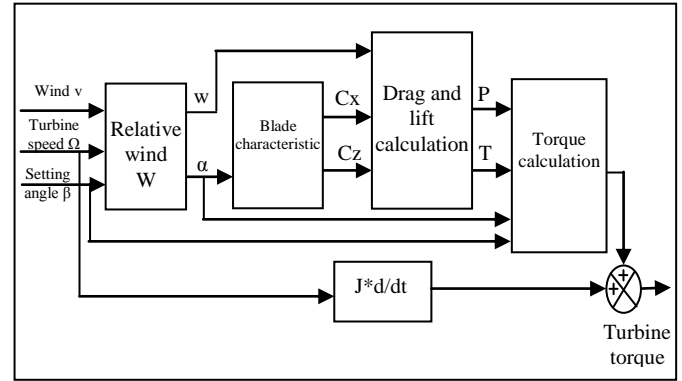 Wind v
Turbine
speed Ω
Setting
angle β
Relative
wind
W
w
α
Blade
characteristic
Cx
Cz
Drag and
lift
calculation
P
T
Torque
calculation
J*d/dt
+
+
Turbine
torque